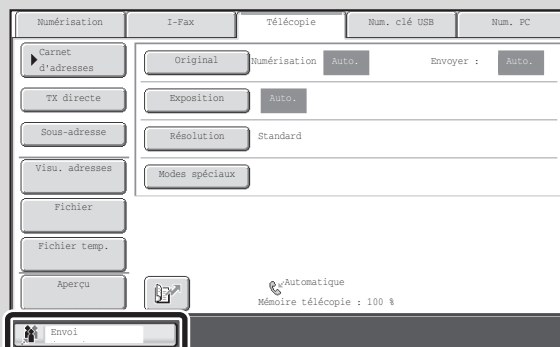 Numérisation
I-Fax
Télécopie
Num. clé USB
Num. PC
Carnet
d'adresses
Original
Numérisation
Auto.
Envoyer :
Auto.
TX directe
Exposition
Auto.
Sous-adresse
Résolution
Standard
Visu. adresses
Modes spéciaux
Fichier
Fichier temp.
Aperçu
Automatique
Mémoire télécopie : 100 %
Envoi